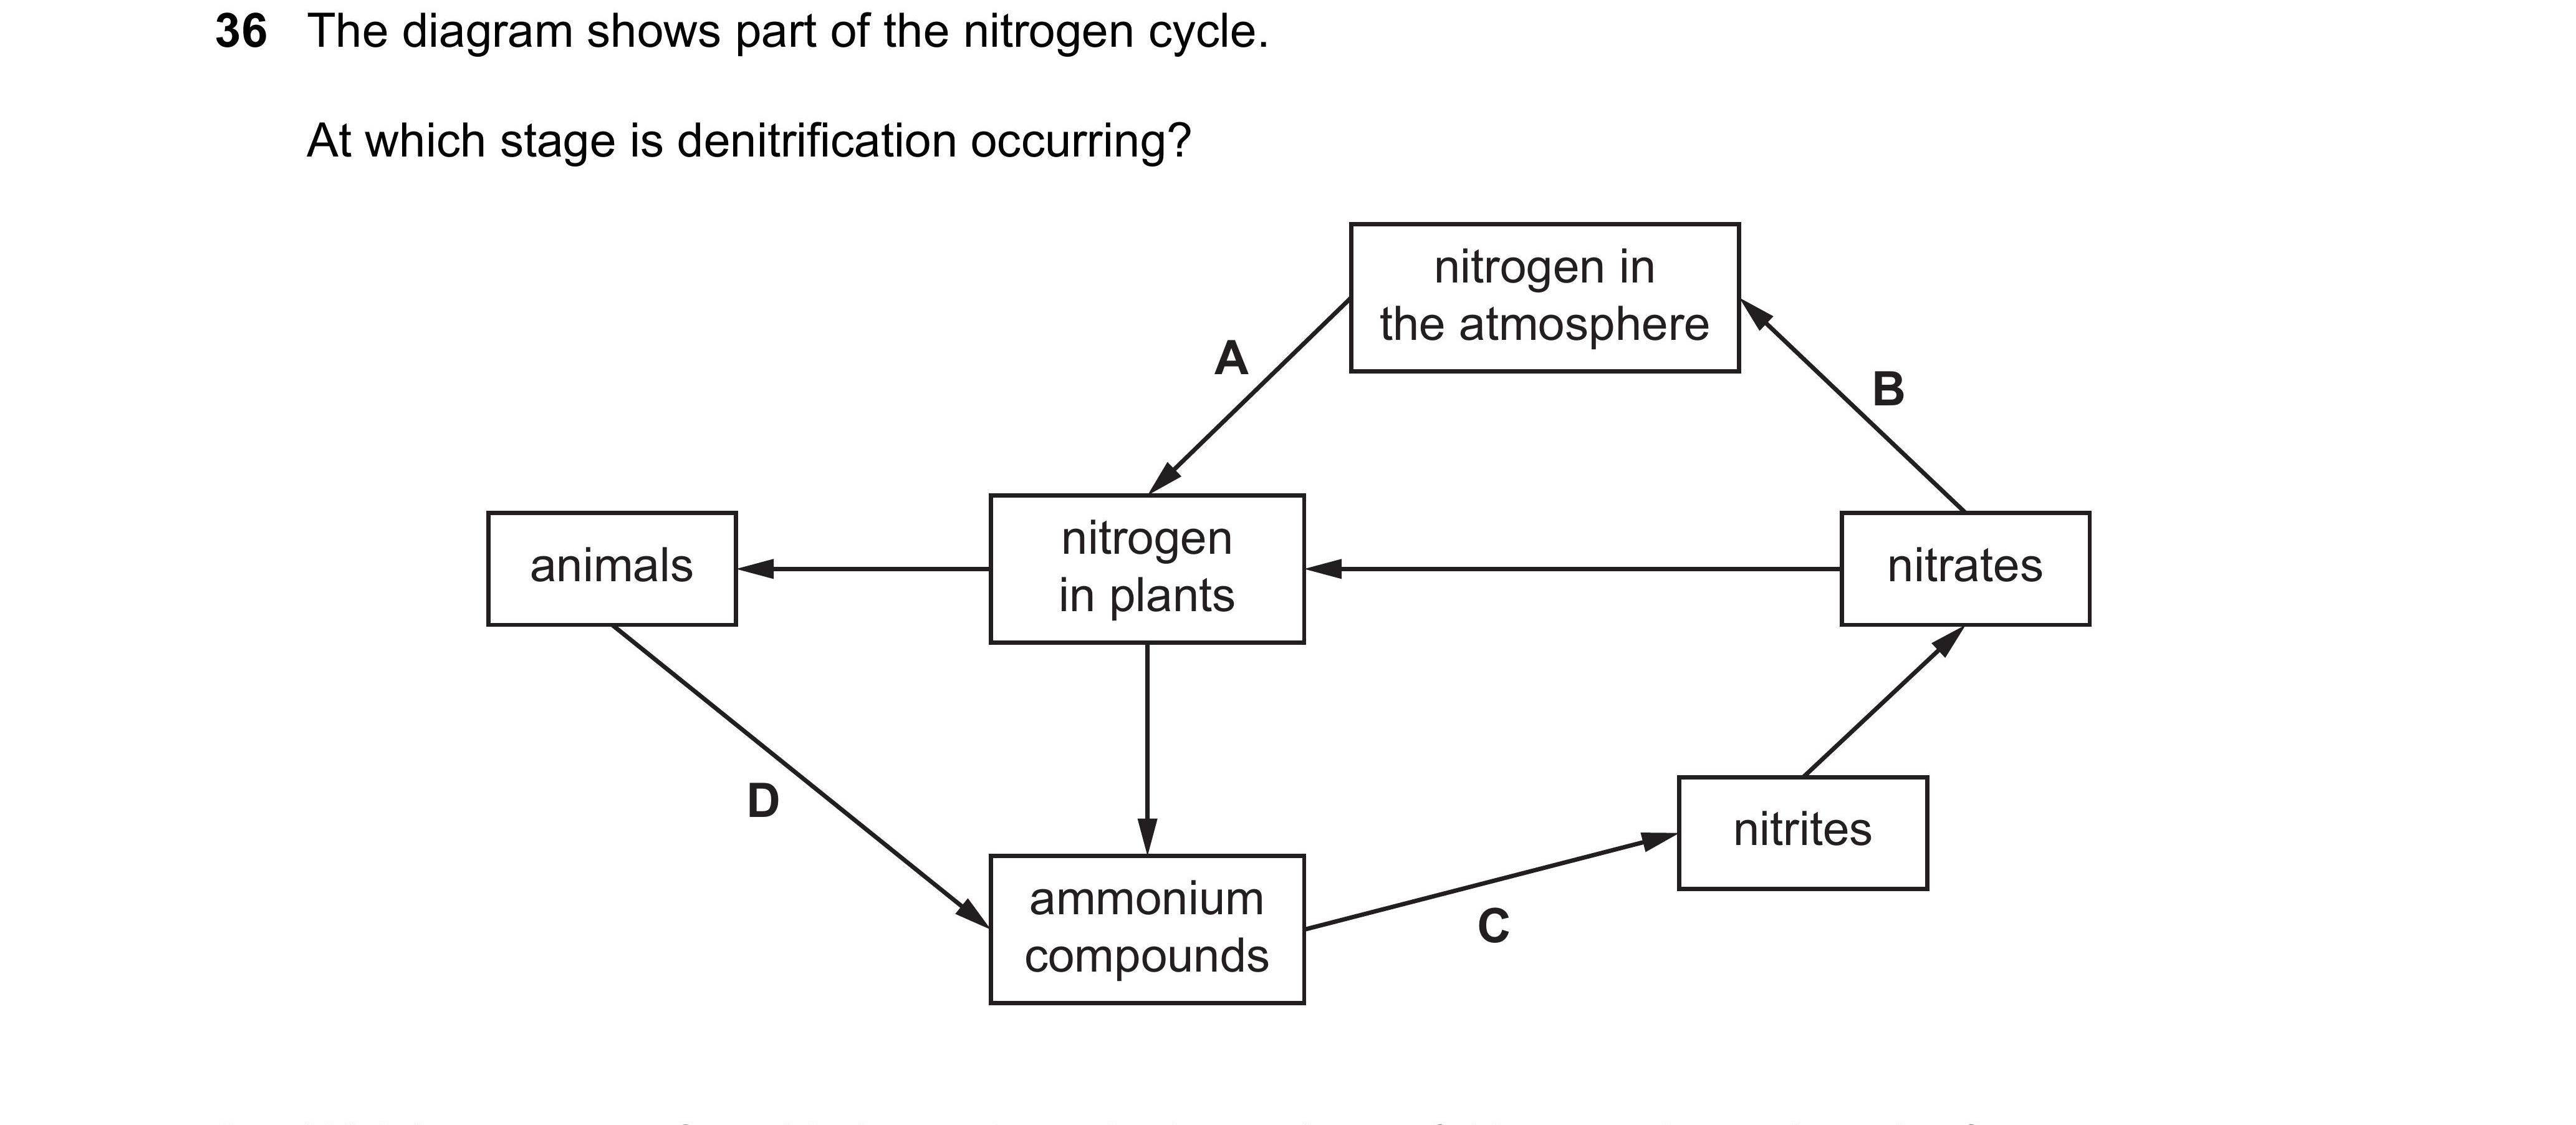 36 The diagram shows part of the nitrogen cycle.
At which stage is denitrification occurring?
nitrogen in
the atmosphere
A
B
animals
nitrogen
in plants
nitrates
D
nitrites
ammonium
compounds
C